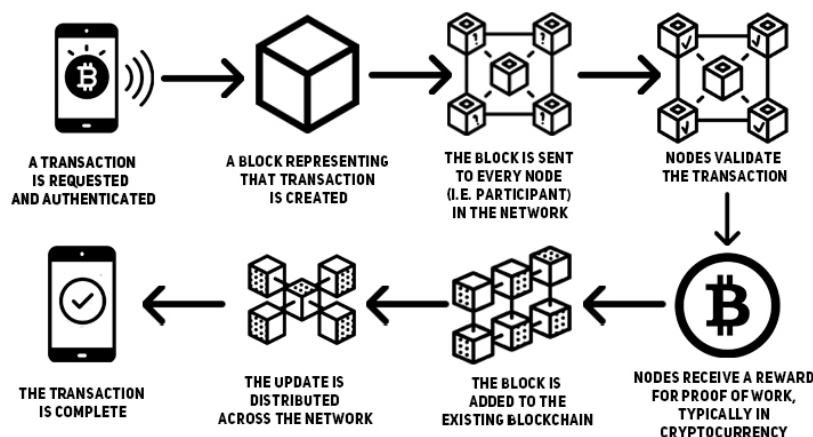 A TRANSACTION
IS REQUESTED
AND AUTHENTICATED
A BLOCK REPRESENTING
THAT TRANSACTION
IS CREATED
THE BLOCK IS SENT
TO EVERY NODE
(I.E. PARTICIPANT)
IN THE NETWORK
NODES VALIDATE
THE TRANSACTION
NODES RECEIVE A REWARD
FOR PROOF OF WORK,
TYPICALLY IN
CRYPTOCURRENCY
THE BLOCK IS
ADDED TO THE
EXISTING BLOCKCHAIN
THE UPDATE IS
DISTRIBUTED
ACROSS THE NETWORK
THE TRANSACTION
IS COMPLETE